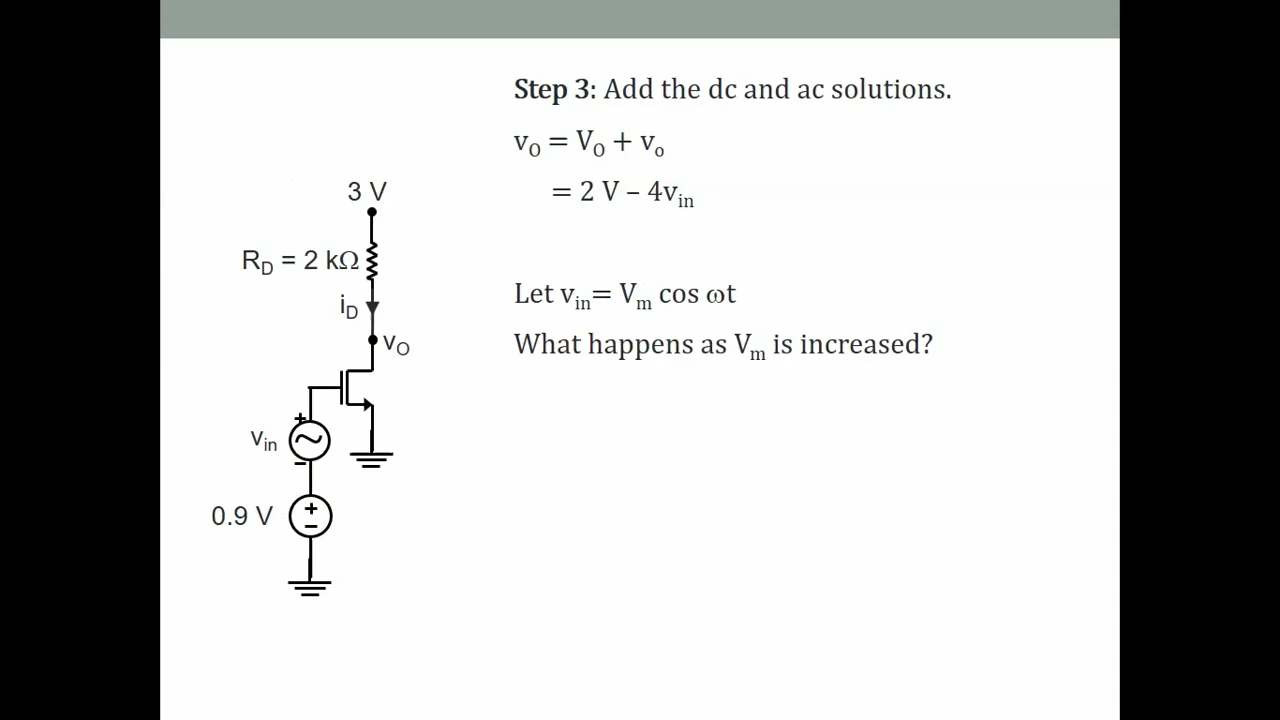 Step 3: Add the dc and ac solutions.
v_O = V_O + v_o
= 2 V – 4v_in
Let v_in= V_m cos ωt
What happens as V_m is increased?
3 V
R_D = 2 kΩ
i_D
v_O
+
v_in
–
0.9 V
+
–